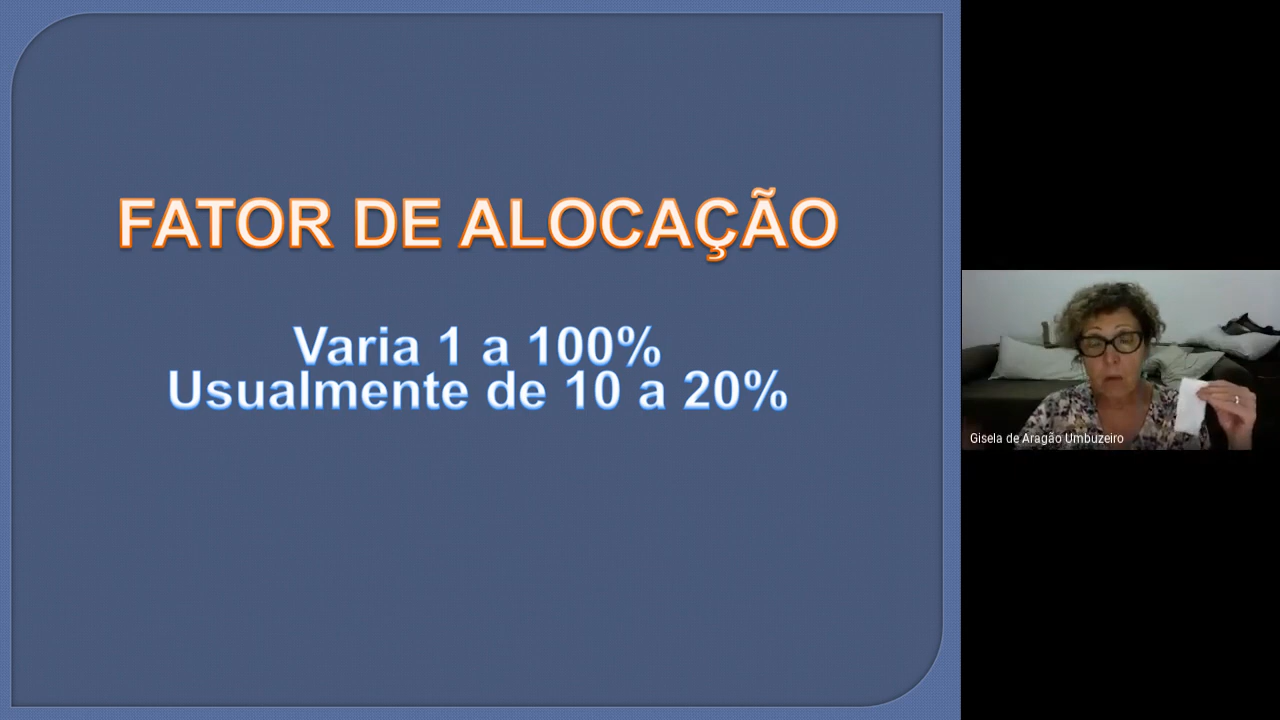 FATOR DE ALOCAÇÃO
Varia 1 a 100%
Usualmente de 10 a 20%
Gisela de Aragão Umbuzeiro